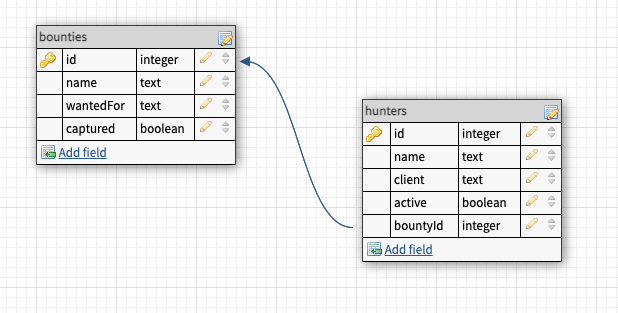 bounties
id integer
name text
wantedFor text
captured boolean
Add field
hunters
id integer
name text
client text
active boolean
bountyId integer
Add field